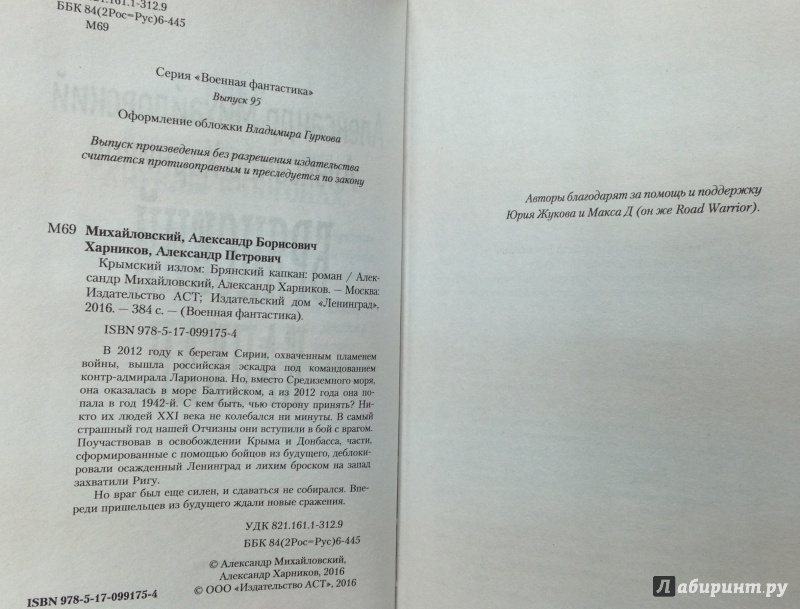 821.161.1-312.9
ББК 84(2Рос=Рус)6-445
М69
Серия «Военная фантастика»
Выпуск 95
Оформление обложки Владимира Гуркова
Выпуск произведения без разрешения издательства
считается противоправным и преследуется по закону
М69 Михайловский, Александр Борисович
Харников, Александр Петрович
Крымский излом: Брянский капкан: роман / Алек-
сандр Михайловский, Александр Харников. — Москва:
Издательство АСТ; Издательский дом «Ленинград»,
2016. — 384 с. — (Военная фантастика).
ISBN 978-5-17-099175-4
В 2012 году к берегам Сирии, охваченным пламенем
войны, вышла российская эскадра под командованием
контр-адмирала Ларионова. Но, вместо Средиземного моря,
она оказалась в море Балтийском, а из 2012 года она по-
пала в год 1942-й. С кем быть, чью сторону принять? Ни-
кто их людей XXI века не колебался ни минуты. В самый
страшный год нашей Отчизны они вступили в бой с врагом.
Поучаствовав в освобождении Крыма и Донбасса, части,
сформированные с помощью бойцов из будущего, деблоки-
ровали осажденный Ленинград и лихим броском на запад
захватили Ригу.
Но враг был еще силен, и сдаваться не собирался. Впе-
реди пришельцев из будущего ждали новые сражения.
УДК 821.161.1-312.9
ББК 84(2Рос=Рус)6-445
© Александр Михайловский,
Александр Харников, 2016
© ООО «Издательство АСТ», 2016
ISBN 978-5-17-099175-4
Авторы благодарят за помощь и поддержку
Юрия Жукова и Макса Д (он же Road Warrior).
Лабиринт.ру